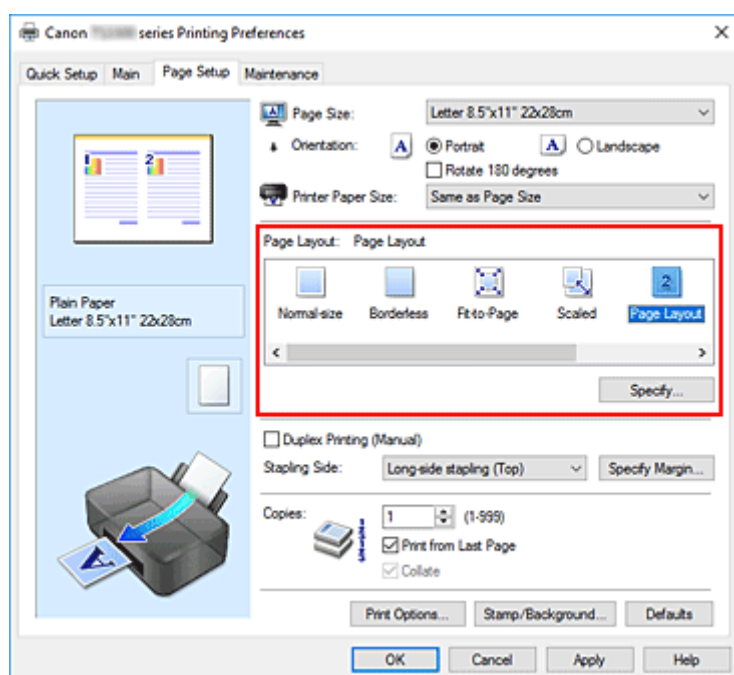 Canon series Printing Preferences
Quick Setup Main Page Setup Maintenance
Page Size: Letter 8.5"x11" 22x28cm
Orientation: A Portrait A Landscape
Rotate 180 degrees
Printer Paper Size: Same as Page Size
1 2
Page Layout: Page Layout
2
Normal-size Borderless Fit-to-Page Scaled Page Layout
Plain Paper
Letter 8.5"x11" 22x28cm
Specify...
Duplex Printing (Manual)
Stapling Side: Long-side stapling (Top) Specify Margin...
Copies: 1 (1-999)
Print from Last Page
Collate
A
Print Options... Stamp/Background... Defaults
OK Cancel Apply Help